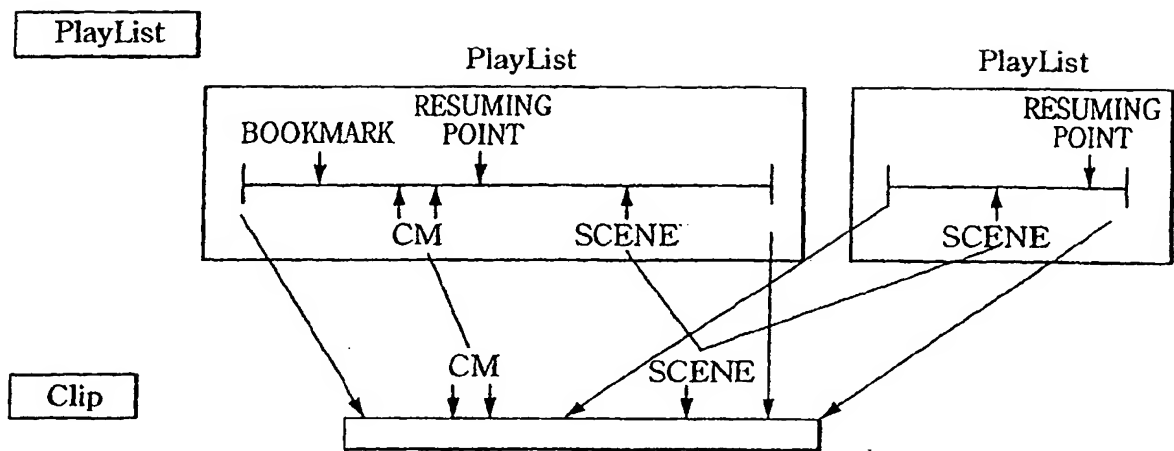 PlayList
PlayList
PlayList
BOOKMARK
RESUMING
POINT
CM
SCENE
RESUMING
POINT
SCENE
CM
SCENE
Clip